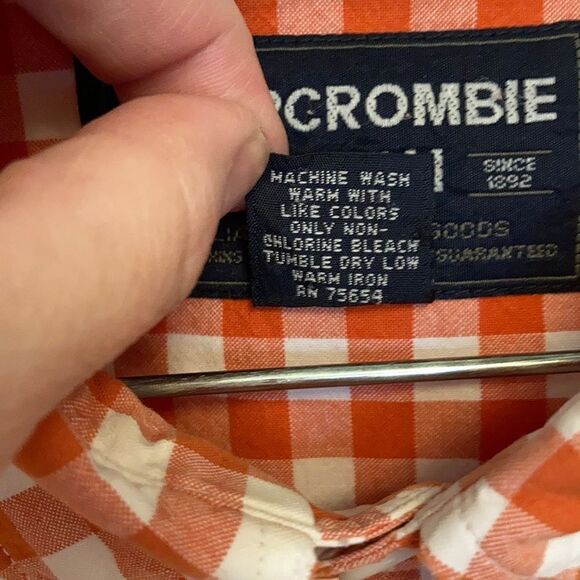 RCROMBIE
SINCE
1892
GOODS
GUARANTEED
MACHINE WASH
WARM WITH
LIKE COLORS
ONLY NON-
CHLORINE BLEACH
TUMBLE DRY LOW
WARM IRON
RN 75654